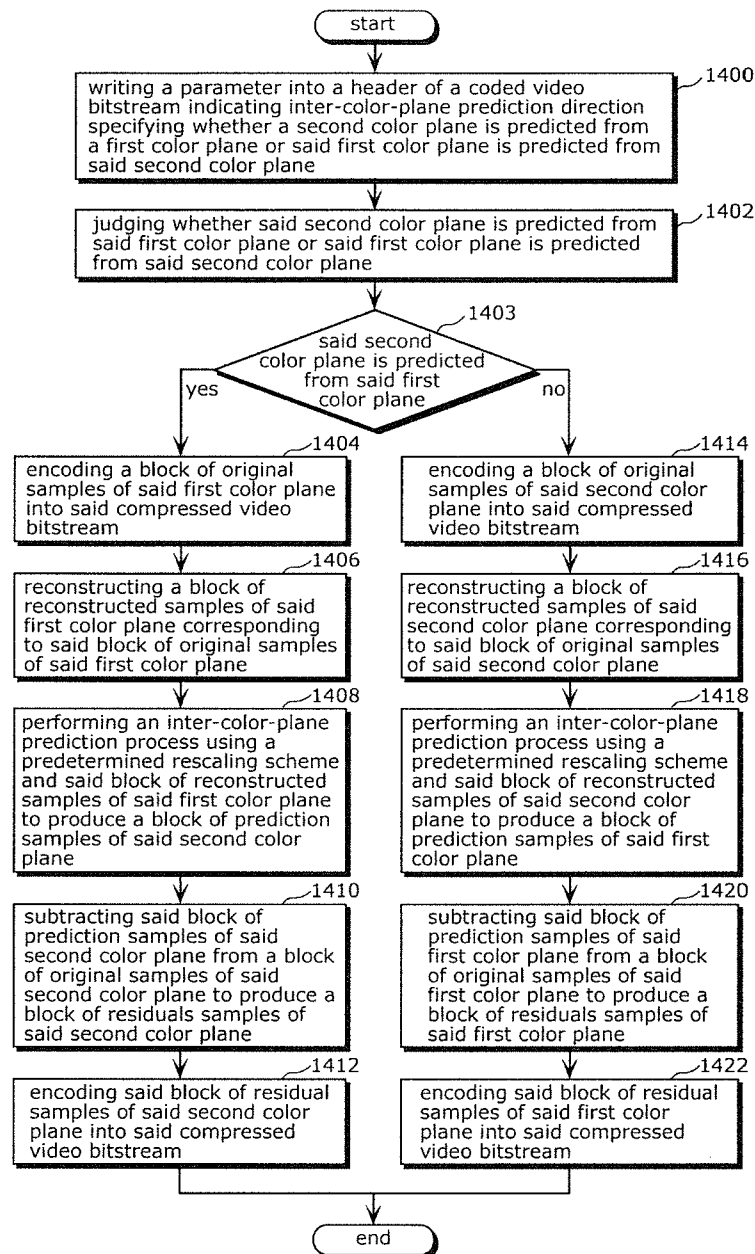 start
1400
writing a parameter into a header of a coded video
bitstream indicating inter-color-plane prediction direction
specifying whether a second color plane is predicted from
a first color plane or said first color plane is predicted from
said second color plane
1402
judging whether said second color plane is predicted from
said first color plane or said first color plane is predicted
from said second color plane
1403
said second
color plane is predicted
from said first
color plane
yes
no
1404
encoding a block of original
samples of said first color plane
into said compressed video
bitstream
1406
reconstructing a block of
reconstructed samples of said
first color plane corresponding
to said block of original samples
of said first color plane
1408
performing an inter-color-plane
prediction process using a
predetermined rescaling scheme
and said block of reconstructed
samples of said first color plane
to produce a block of prediction
samples of said second color
plane
1410
subtracting said block of
prediction samples of said
second color plane from a block
of original samples of said
second color plane to produce a
block of residuals samples of
said second color plane
1412
encoding said block of residual
samples of said second color
plane into said compressed
video bitstream
1414
encoding a block of original
samples of said second color
plane into said compressed
video bitstream
1416
reconstructing a block of
reconstructed samples of said
second color plane corresponding
to said block of original samples
of said second color plane
1418
performing an inter-color-plane
prediction process using a
predetermined rescaling scheme
and said block of reconstructed
samples of said second color
plane to produce a block of
prediction samples of said first
color plane
1420
subtracting said block of
prediction samples of said
first color plane from a block
of original samples of said
first color plane to produce a
block of residuals samples of
said first color plane
1422
encoding said block of residual
samples of said first color
plane into said compressed
video bitstream
end